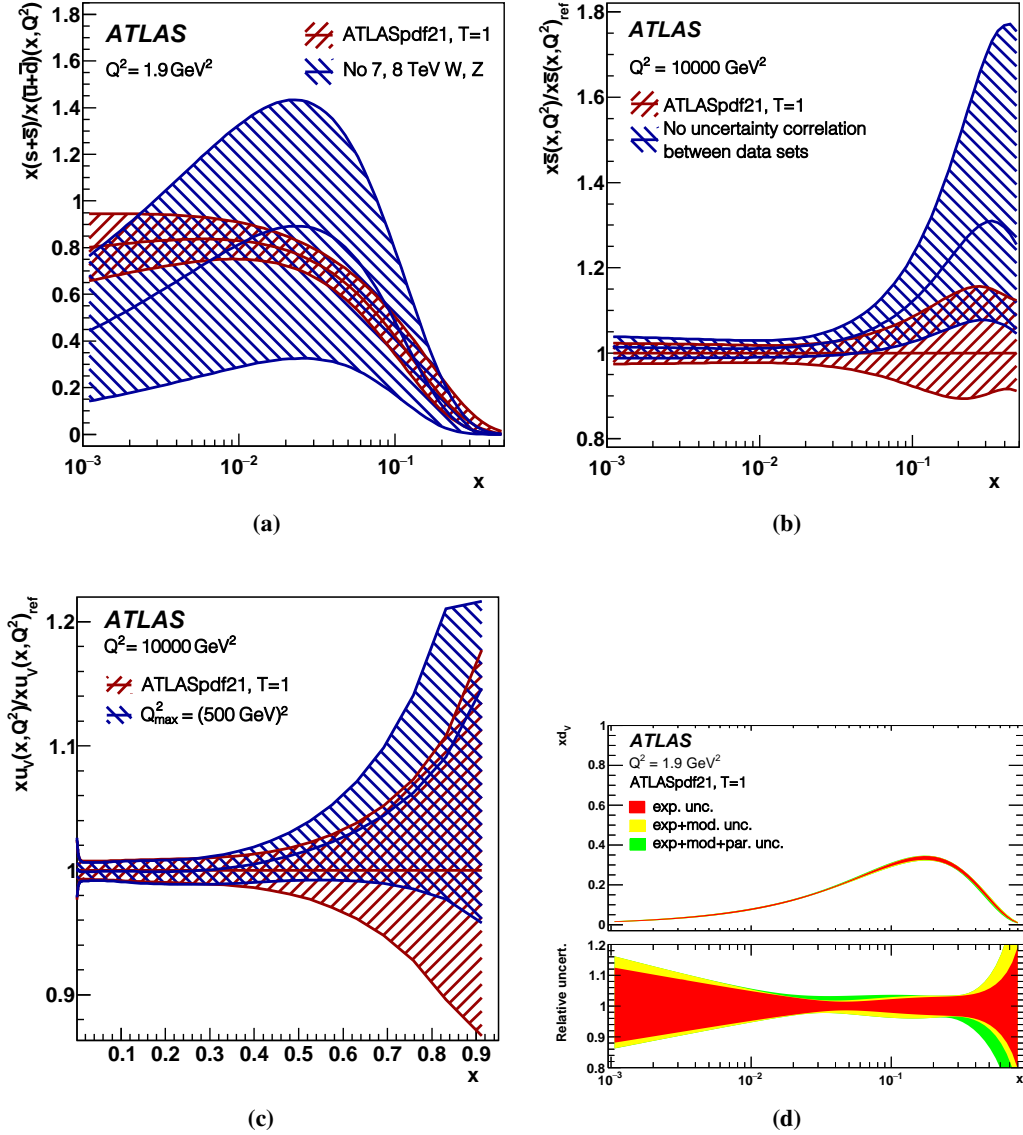 ATLAS
Q² = 1.9 GeV²
ATLASpdf21, T=1
No 7, 8 TeV W, Z
x(s+s̅)/x(u̅+d̅)(x,Q²)
1.8
1.6
1.4
1.2
1
0.8
0.6
0.4
0.2
0
10⁻³
10⁻²
10⁻¹
x
(a)
ATLAS
Q² = 10000 GeV²
ATLASpdf21, T=1
No uncertainty correlation
between data sets
xs̅(x,Q²)/xs̅(x,Q²)ref
1.8
1.6
1.4
1.2
1
0.8
10⁻³
10⁻²
10⁻¹
x
(b)
ATLAS
Q² = 10000 GeV²
ATLASpdf21, T=1
Q²max = (500 GeV)²
xuV(x,Q²)/xuV(x,Q²)ref
1.2
1.1
1
0.9
0.1 0.2 0.3 0.4 0.5 0.6 0.7 0.8 0.9
x
(c)
ATLAS
Q² = 1.9 GeV²
ATLASpdf21, T=1
exp. unc.
exp+mod. unc.
exp+mod+par. unc.
xdV
1
0.8
0.6
0.4
0.2
0
Relative uncert.
1.2
1.1
1.0
0.9
0.8
10⁻³
10⁻²
10⁻¹
x
(d)